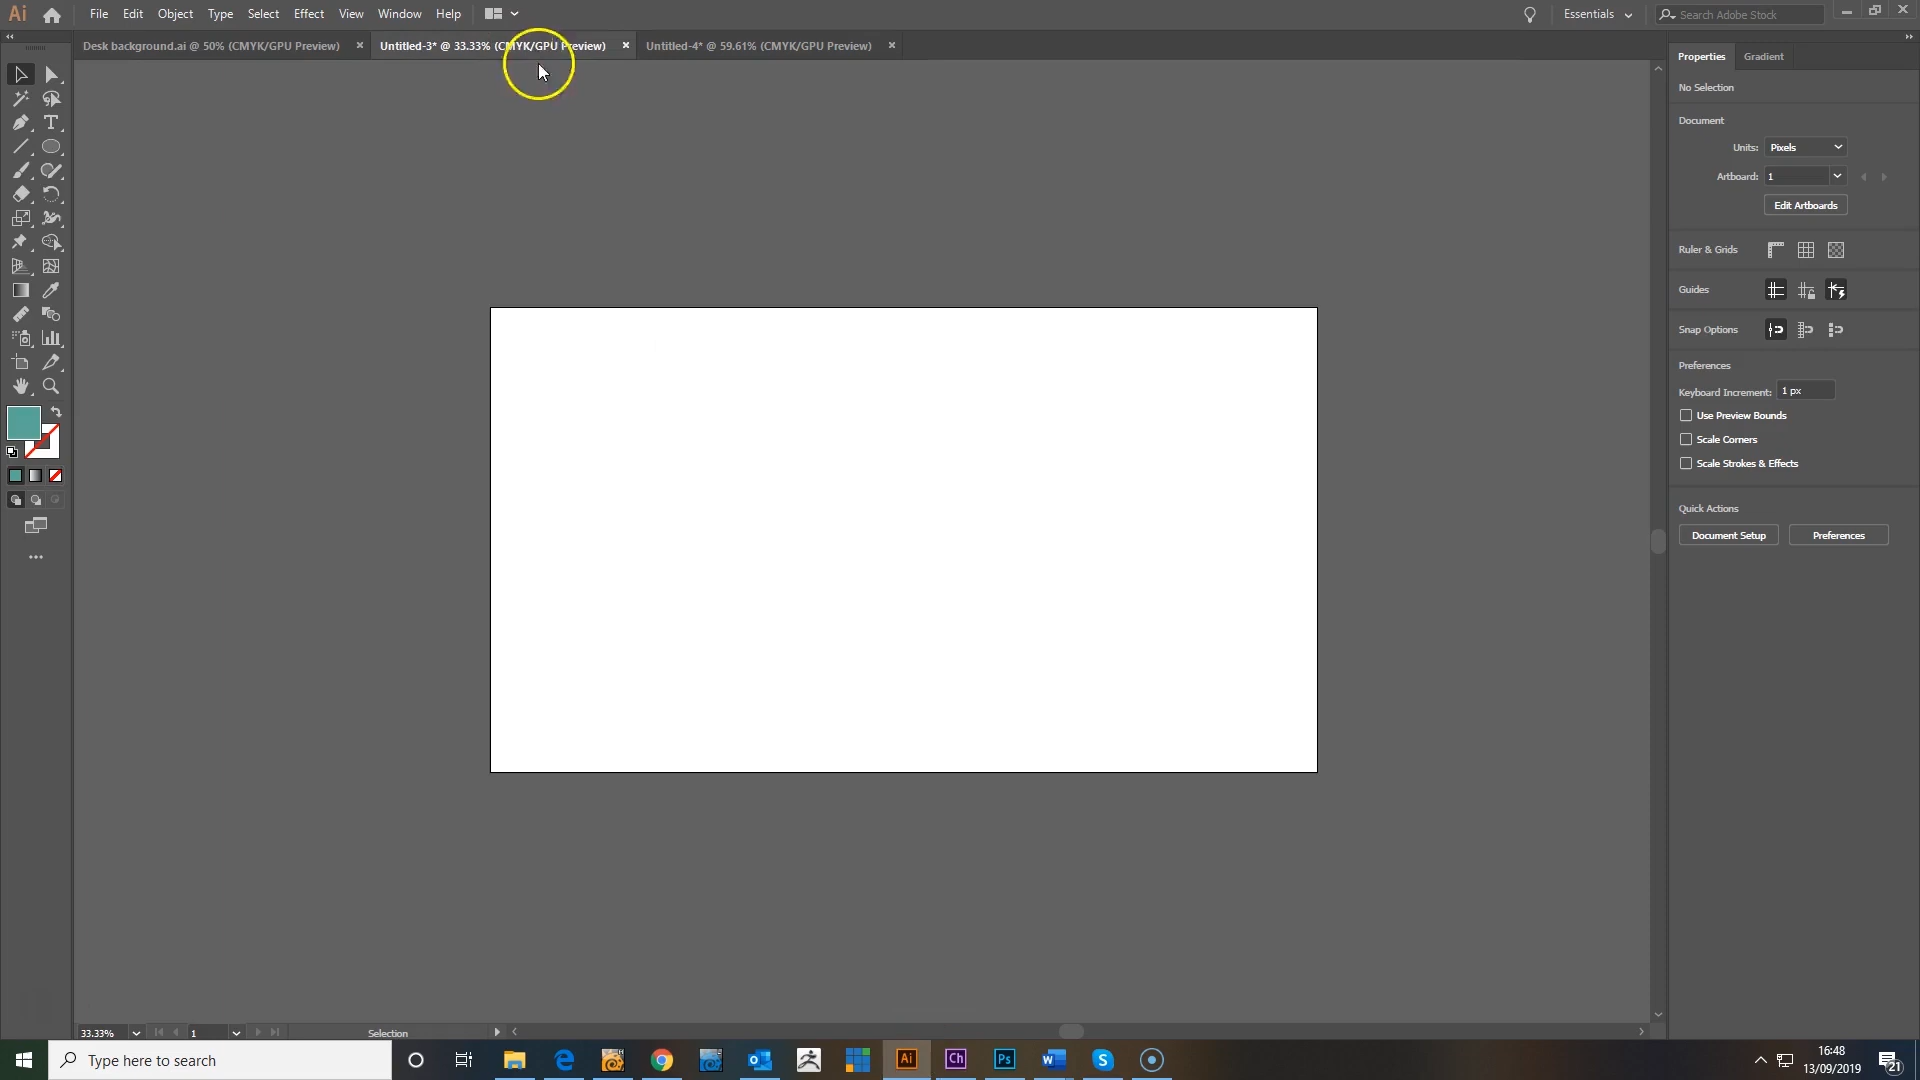 Ai File Edit Object Type Select Effect View Window Help Essentials Search Adobe Stock
Desk background.ai @ 50% (CMYK/GPU Preview) Untitled-3* @ 33.33% (CMYK/GPU Preview) Untitled-4* @ 59.61% (CMYK/GPU Preview)
Properties Gradient
No Selection
Document
Units: Pixels
Artboard: 1
Edit Artboards
Ruler & Grids
Guides
Snap Options
Preferences
Keyboard Increment: 1 px
Use Preview Bounds
Scale Corners
Scale Strokes & Effects
Quick Actions
Document Setup Preferences
33.33% 1 Selection
Type here to search
Ai Ch Ps
16:48
13/09/2019
21